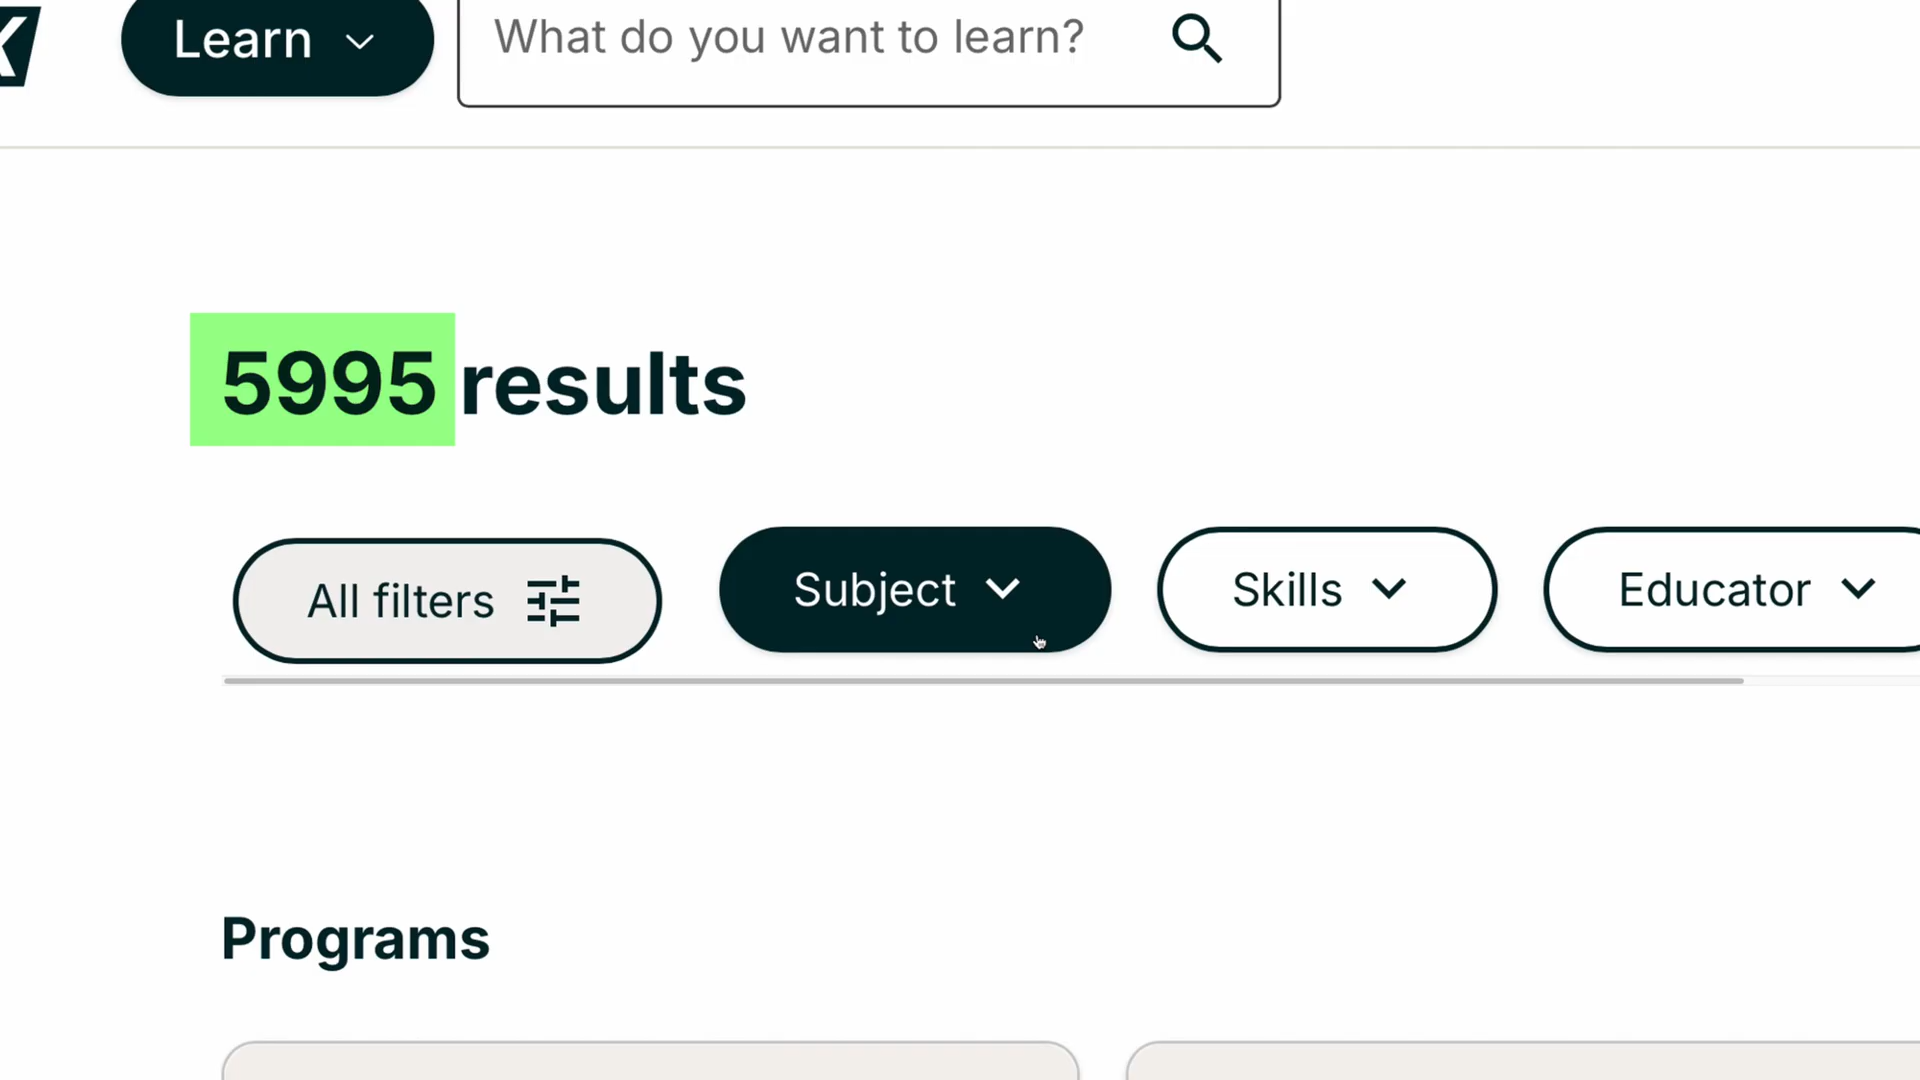 X
Learn
What do you want to learn?
5995 results
All filters
Subject
Skills
Educator
Programs